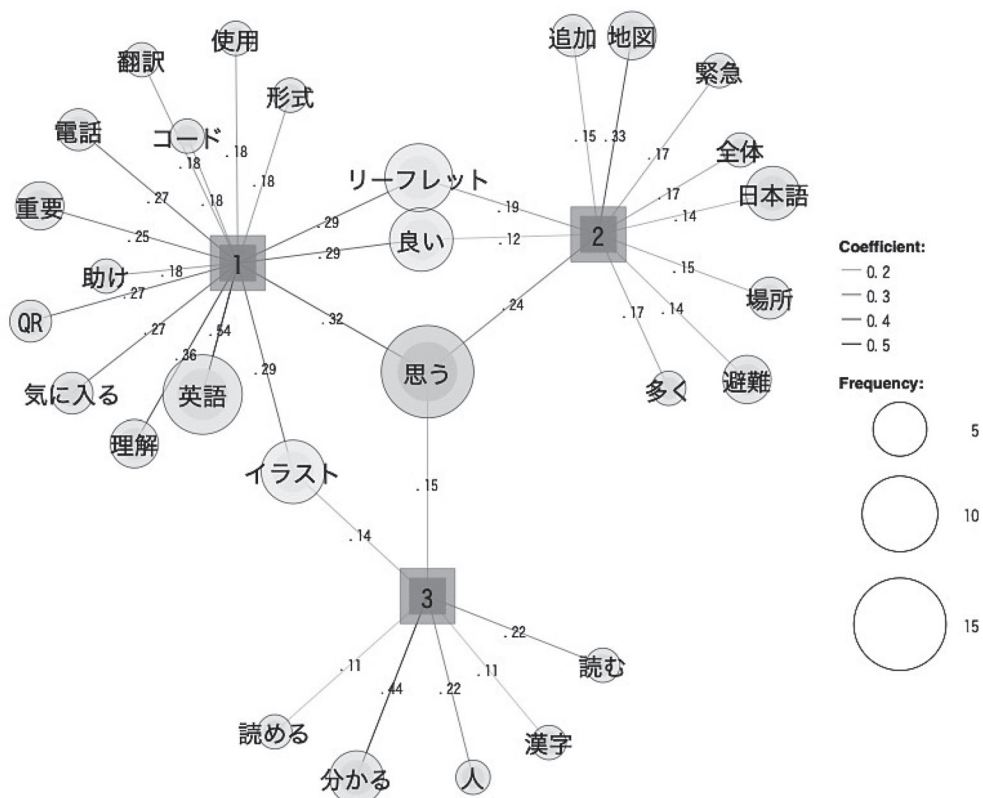 使用
翻訳
形式
コード
電話
.18
.18
.18
.18
.27
重要
.25
助け
.18
1
QR
.27
.27
気に入る
.36
理解
.54
英語
.29
イラスト
リーフレット
.29
.19
良い
.29
.12
.32
思う
.24
追加
地図
緊急
.15
.33
.17
全体
.17
日本語
.14
2
.15
場所
.17
.14
多く
避難
.15
.14
3
.22
読む
.11
.44
.22
.11
読める
分かる
人
漢字
Coefficient:
0.2
0.3
0.4
0.5
Frequency:
5
10
15